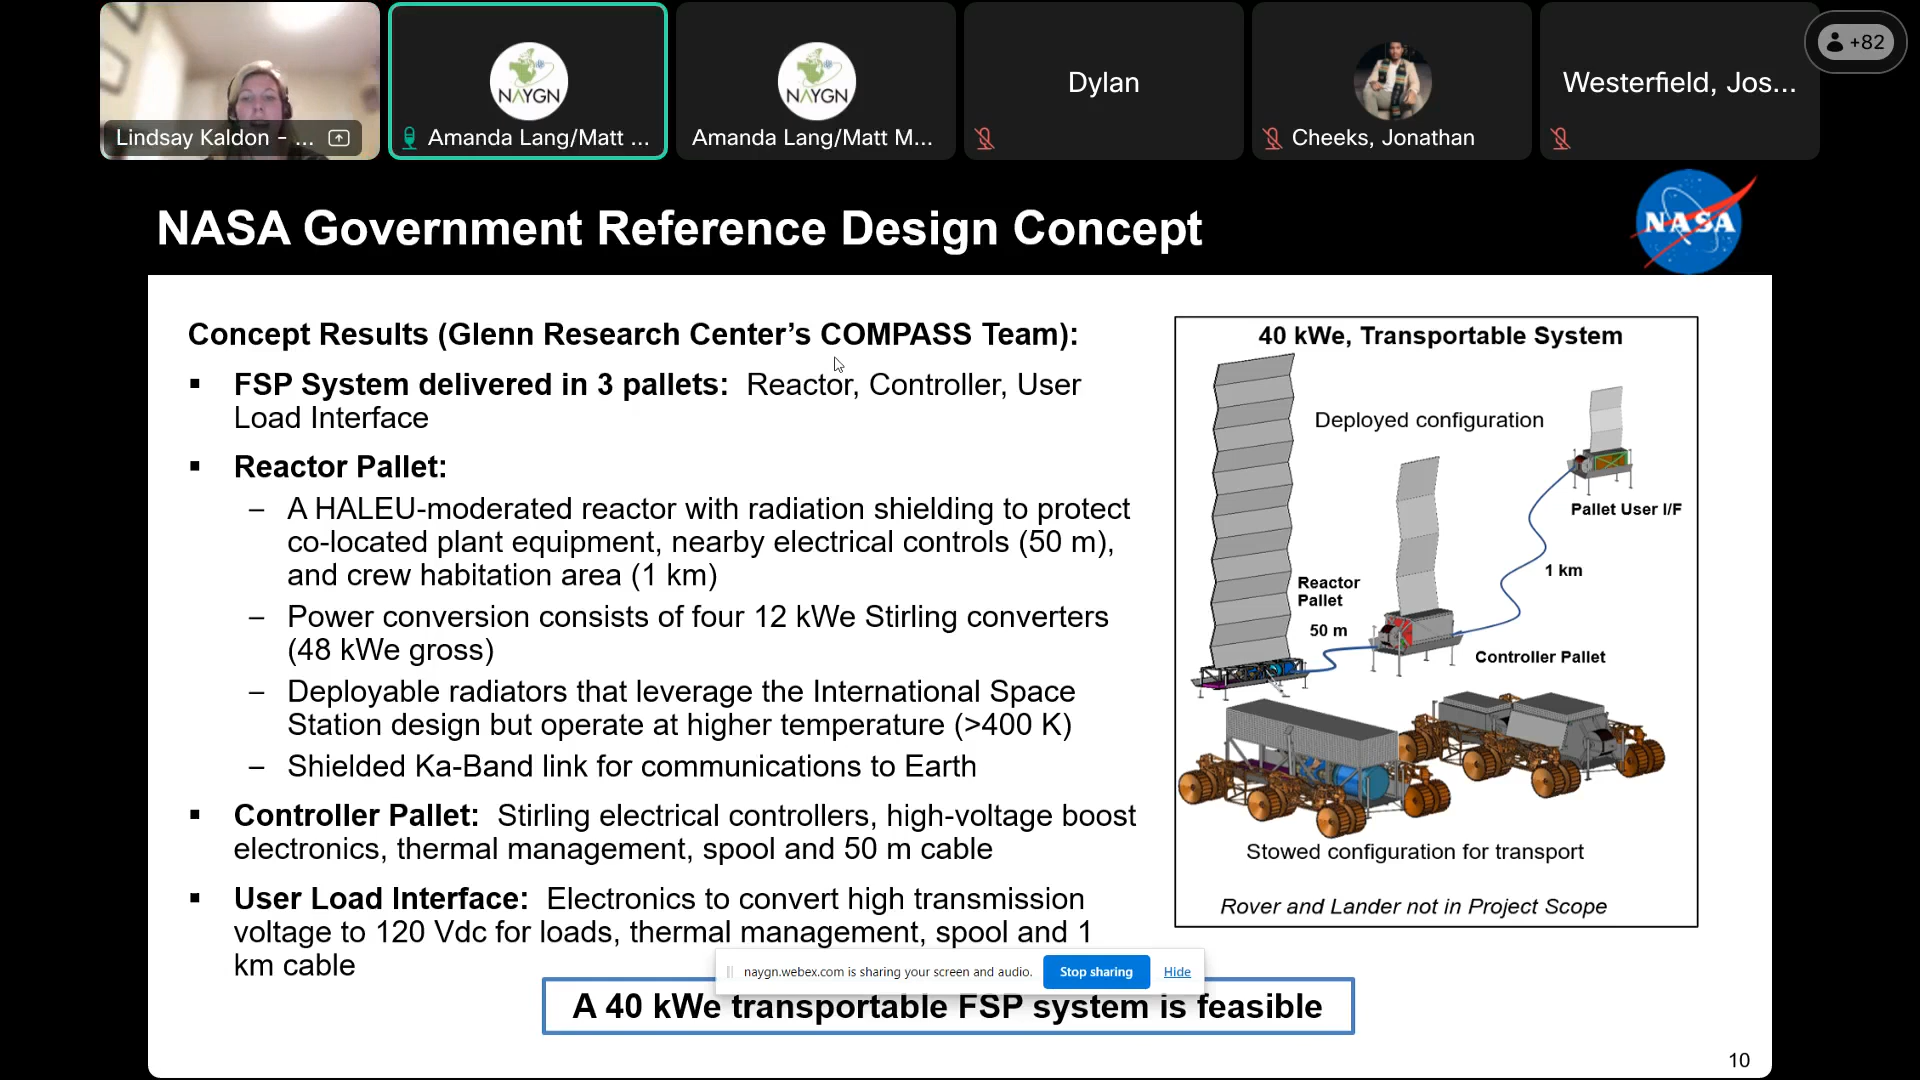 Lindsay Kaldon - ...
NAYGN
Amanda Lang/Matt ...
NAYGN
Amanda Lang/Matt M...
Dylan
Cheeks, Jonathan
Westerfield, Jos...
+82
NASA Government Reference Design Concept
NASA
Concept Results (Glenn Research Center’s COMPASS Team):
▪ FSP System delivered in 3 pallets: Reactor, Controller, User
Load Interface
▪ Reactor Pallet:
– A HALEU-moderated reactor with radiation shielding to protect
co-located plant equipment, nearby electrical controls (50 m),
and crew habitation area (1 km)
– Power conversion consists of four 12 kWe Stirling converters
(48 kWe gross)
– Deployable radiators that leverage the International Space
Station design but operate at higher temperature (>400 K)
– Shielded Ka-Band link for communications to Earth
▪ Controller Pallet: Stirling electrical controllers, high-voltage boost
electronics, thermal management, spool and 50 m cable
▪ User Load Interface: Electronics to convert high transmission
voltage to 120 Vdc for loads, thermal management, spool and 1
km cable
40 kWe, Transportable System
Deployed configuration
Pallet User I/F
1 km
Reactor
Pallet
50 m
Controller Pallet
Stowed configuration for transport
Rover and Lander not in Project Scope
naygn.webex.com is sharing your screen and audio.
Stop sharing
Hide
A 40 kWe transportable FSP system is feasible
10